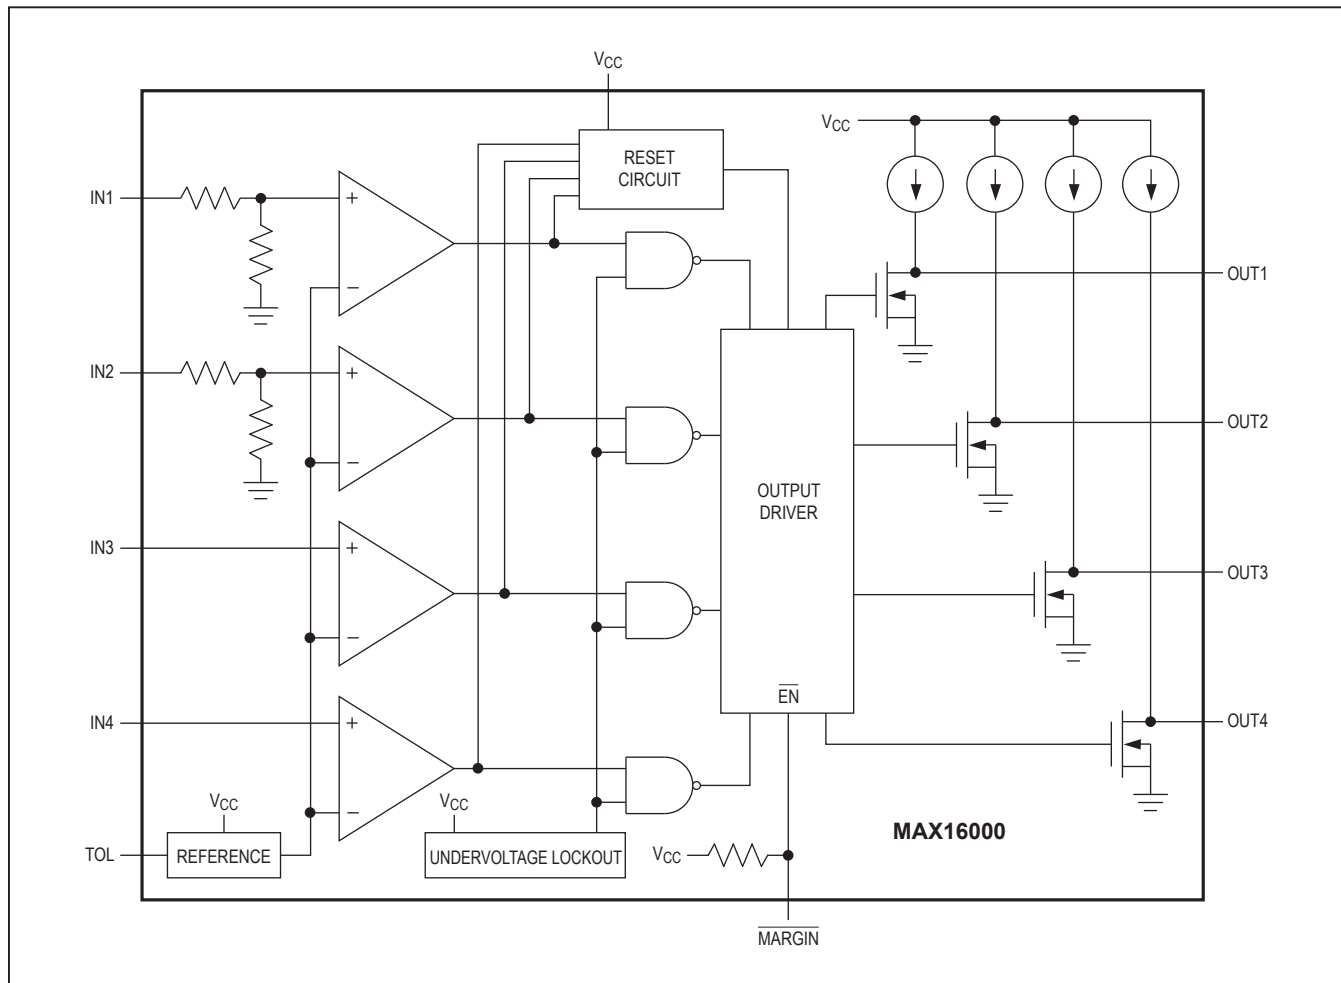 VCC
RESET
CIRCUIT
VCC
IN1
+
−
OUT1
IN2
+
−
OUT2
OUTPUT
DRIVER
IN3
+
−
OUT3
EN
IN4
+
−
OUT4
VCC
VCC
MAX16000
TOL
REFERENCE
UNDERVOLTAGE LOCKOUT
VCC
MARGIN